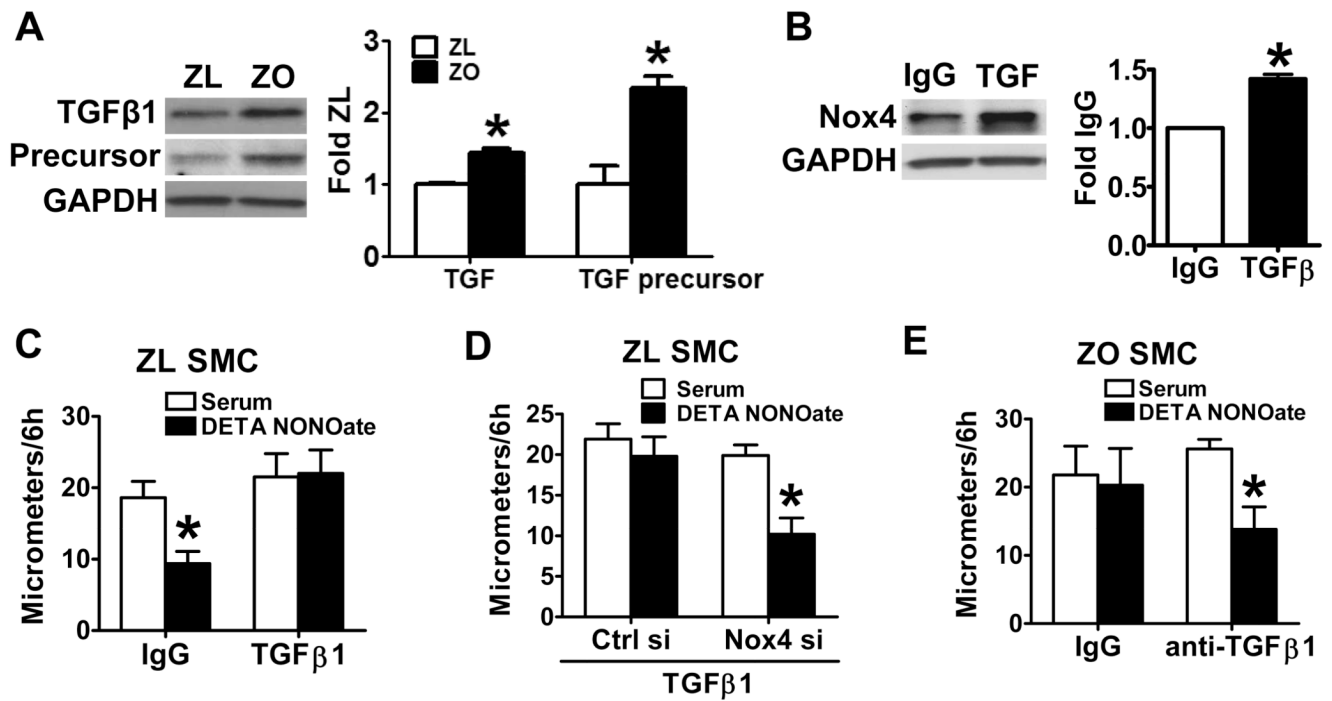 A
ZL ZO
TGFβ1
Precursor
GAPDH
Fold ZL
3
2
1
0
ZL
ZO
*
*
TGF
TGF precursor
B
IgG TGF
Nox4
GAPDH
Fold IgG
1.5
1.0
0.5
0.0
*
IgG
TGFβ
C
ZL SMC
Serum
DETA NONOate
Micrometers/6h
30
20
10
0
*
IgG
TGFβ1
D
ZL SMC
Serum
DETA NONOate
Micrometers/6h
25
20
15
10
5
0
*
Ctrl si
Nox4 si
TGFβ1
E
ZO SMC
Serum
DETA NONOate
Micrometers/6h
30
20
10
0
*
IgG
anti-TGFβ1